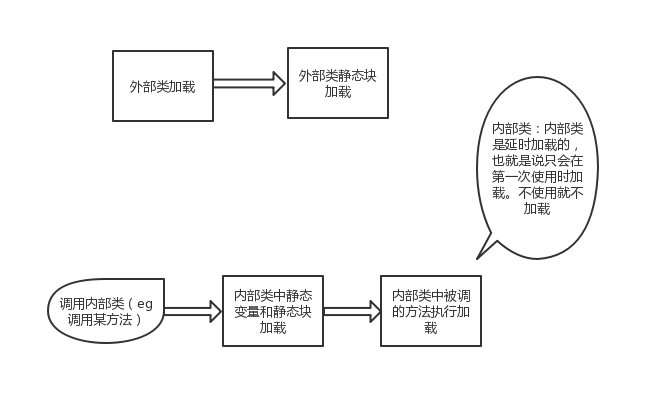 外部类加载
外部类静态块
加载
内部类：内部类
是延时加载的，
也就是说只会在
第一次使用时加
载。不使用就不
加载
调用内部类（eg
调用某方法）
内部类中静态
变量和静态块
加载
内部类中被调
的方法执行加
载